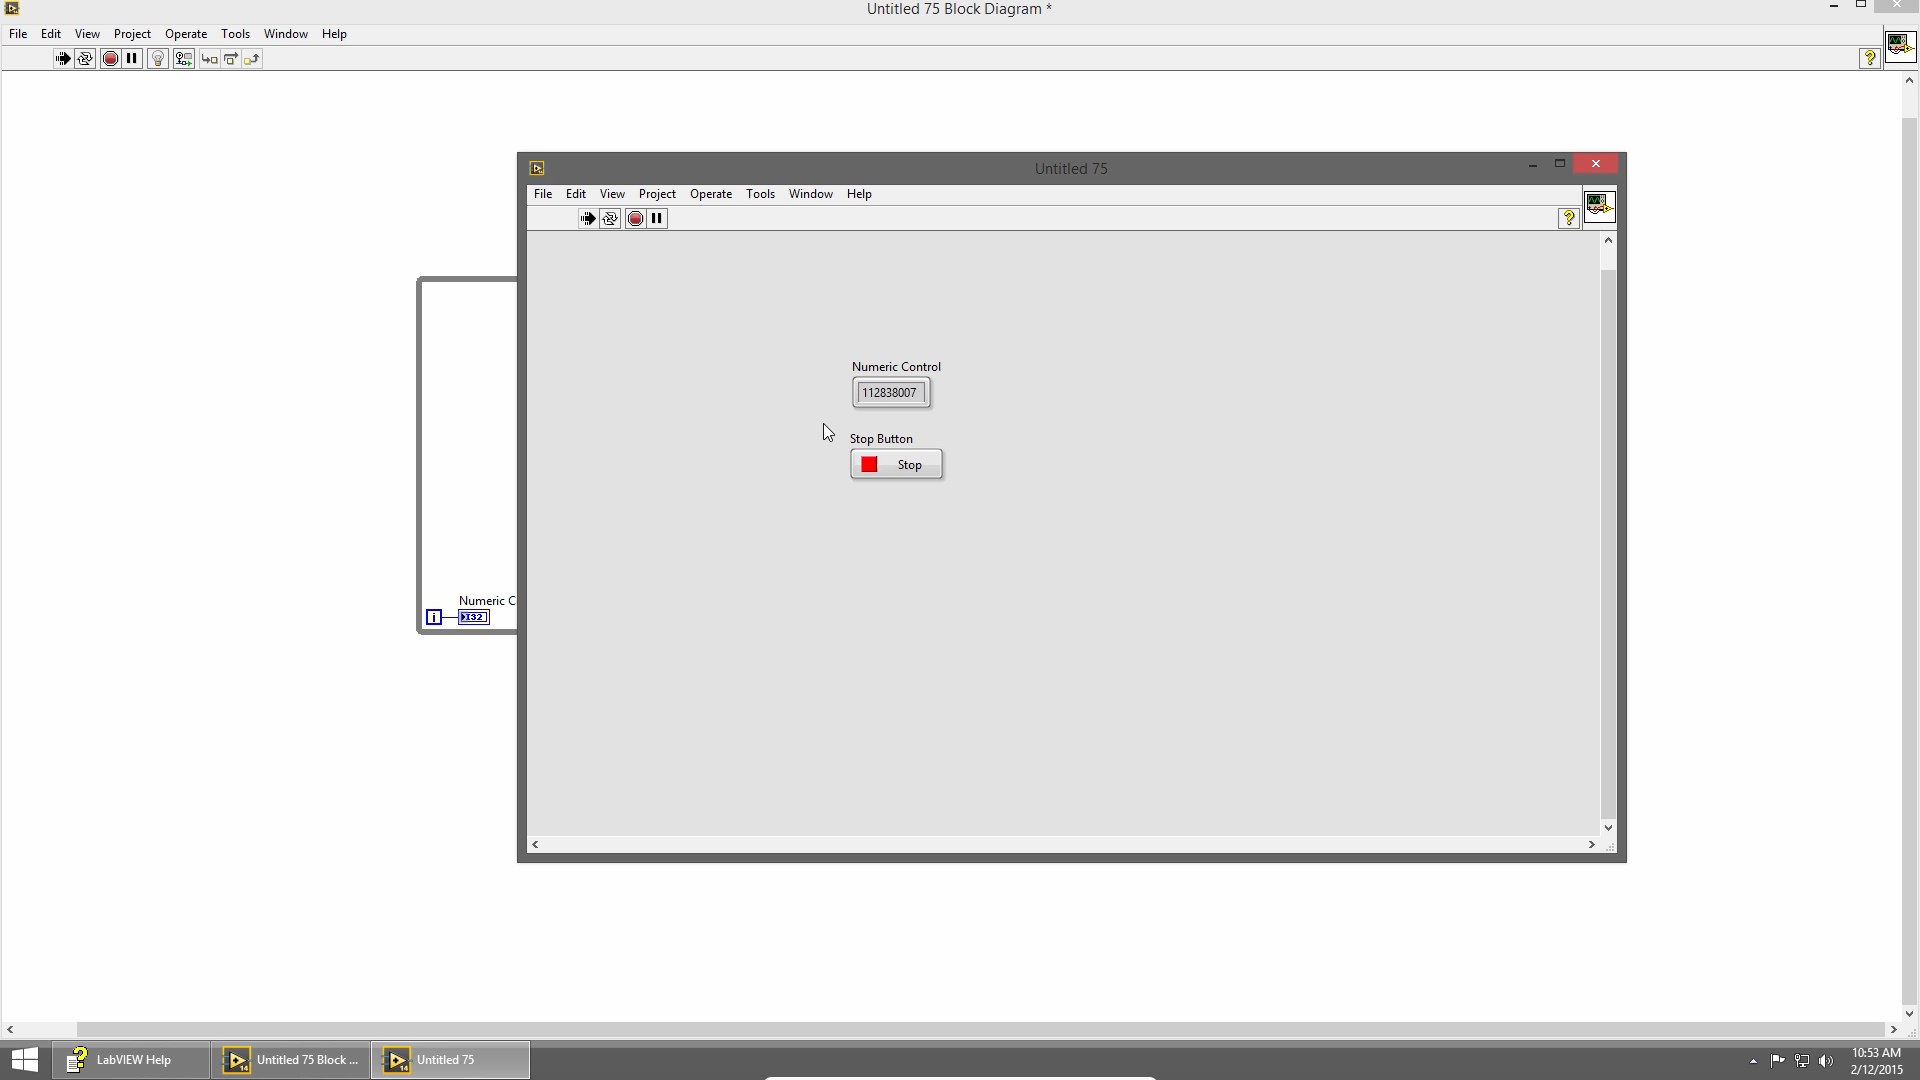 Untitled 75 Block Diagram *
File Edit View Project Operate Tools Window Help
?
Untitled 75
File Edit View Project Operate Tools Window Help
?
Numeric Control
112838007
Stop Button
Stop
Numeric C
i I32
LabVIEW Help
Untitled 75 Block ...
Untitled 75
10:53 AM
2/12/2015